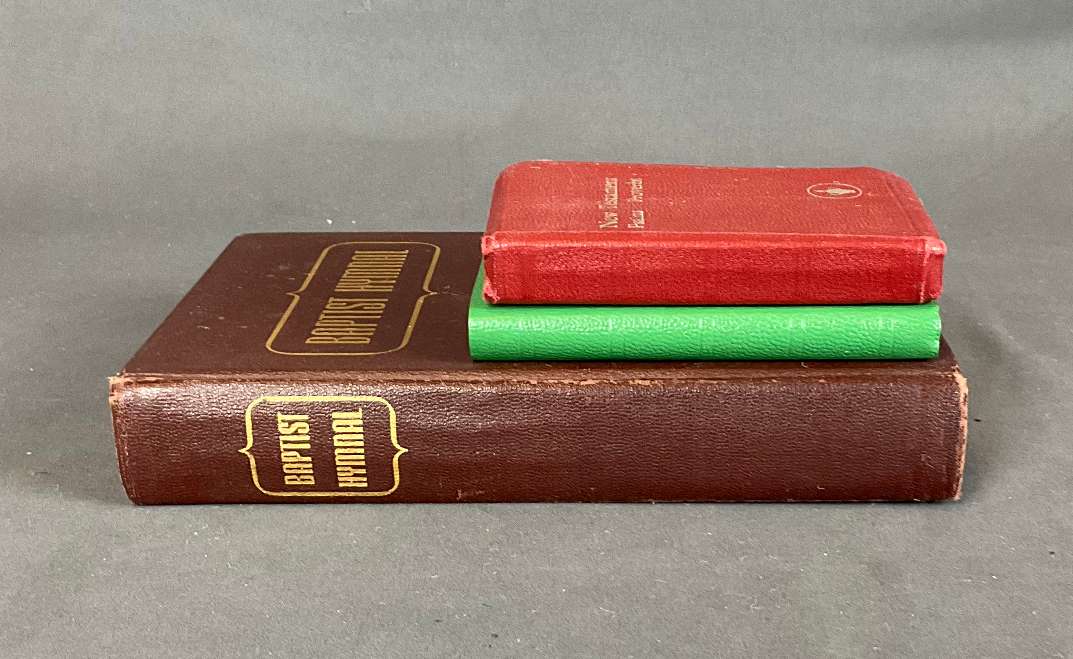 New Testament
Psalms Proverbs
BAPTIST HYMNAL
BAPTIST
HYMNAL